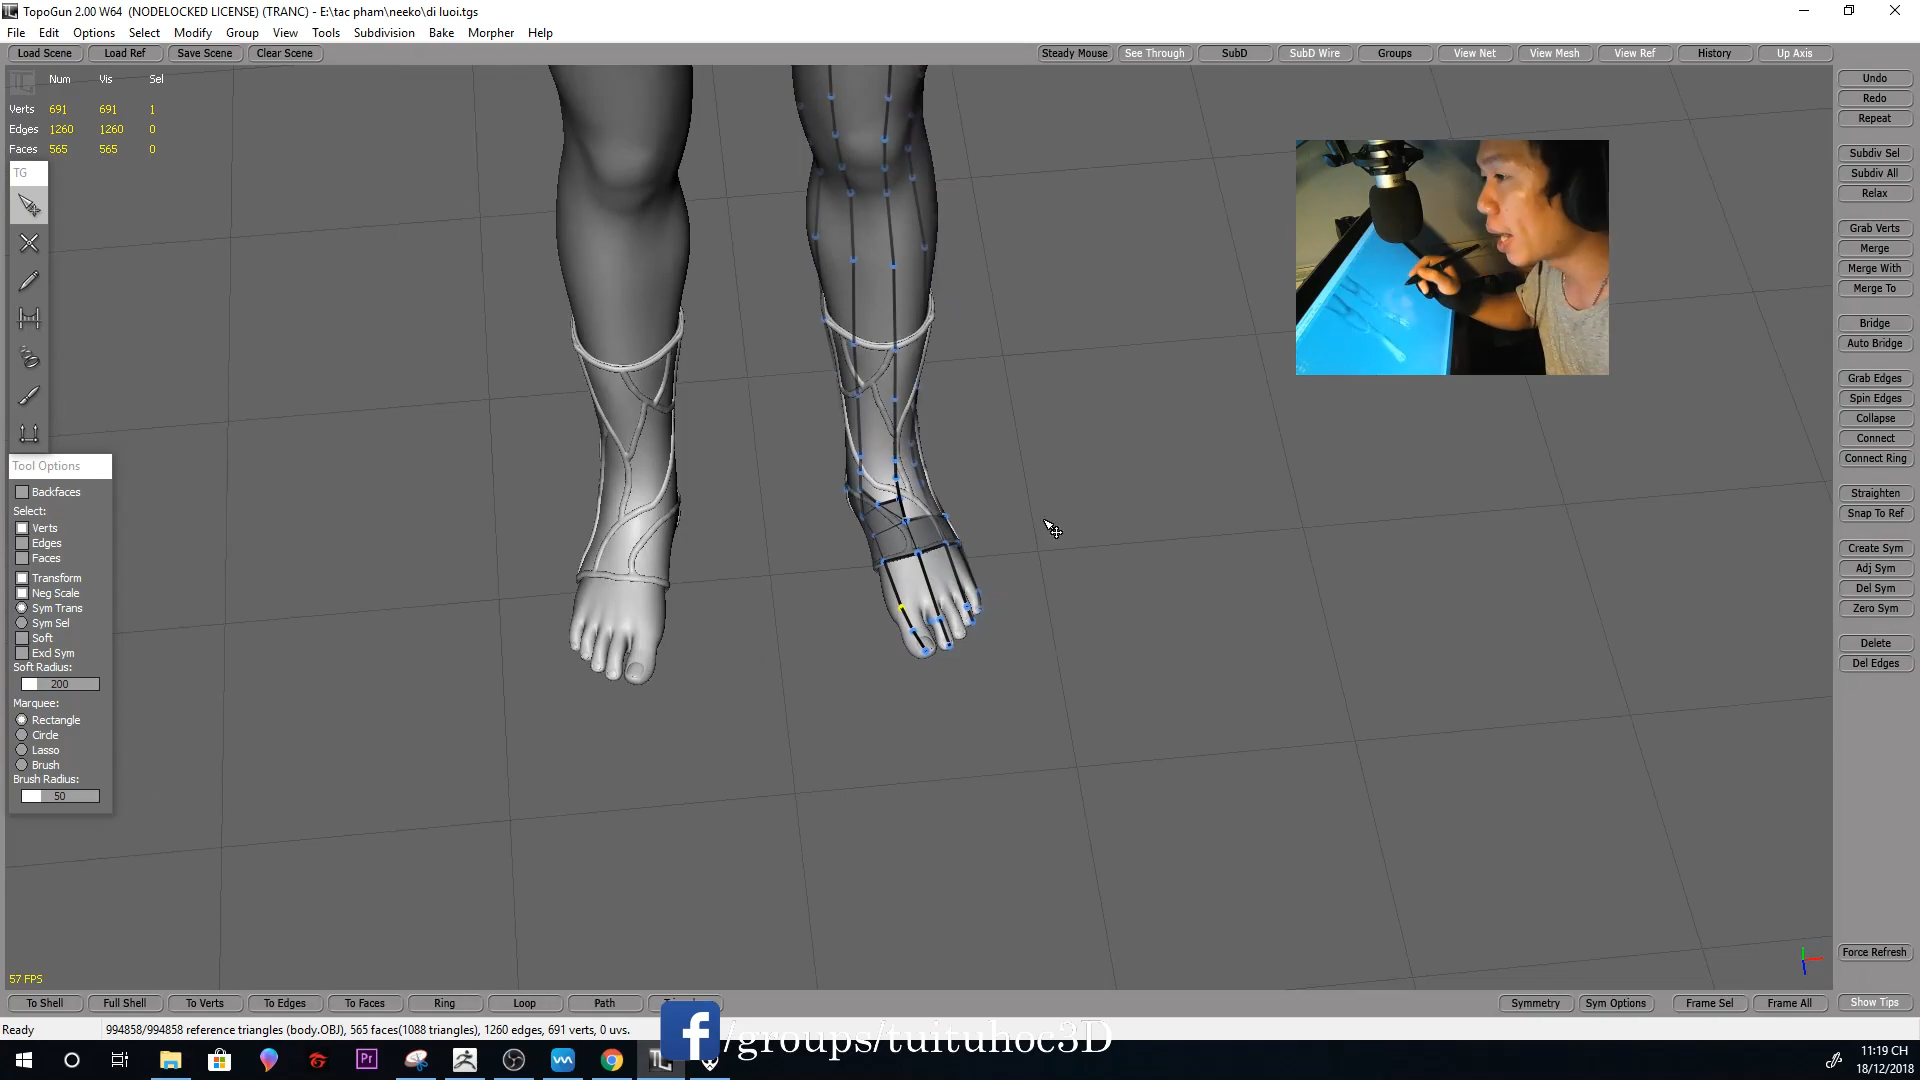 TopoGun 2.00 W64 (NODELOCKED LICENSE) (TRANC) - E:\tac pham\neeko\di luoi.tgs
File Edit Options Select Modify Group View Tools Subdivision Bake Morpher Help
Load Scene Load Ref Save Scene Clear Scene Steady Mouse See Through SubD SubD Wire Groups View Net View Mesh View Ref History Up Axis
Num Vis Sel
Verts 691 691 1
Edges 1260 1260 0
Faces 565 565 0
TG
Tool Options
Backfaces
Select:
Verts
Edges
Faces
Transform
Neg Scale
Sym Trans
Sym Sel
Soft
Excl Sym
Soft Radius:
200
Marquee:
Rectangle
Circle
Lasso
Brush
Brush Radius:
50
57 FPS
Undo
Redo
Repeat
Subdiv Sel
Subdiv All
Relax
Grab Verts
Merge
Merge With
Merge To
Bridge
Auto Bridge
Grab Edges
Spin Edges
Collapse
Connect
Connect Ring
Straighten
Snap To Ref
Create Sym
Adj Sym
Del Sym
Zero Sym
Delete
Del Edges
Force Refresh
Show Tips
To Shell Full Shell To Verts To Edges To Faces Ring Loop Path Symmetry Sym Options Frame Sel Frame All
Ready 994858/994858 reference triangles (body.OBJ), 565 faces(1088 triangles), 1260 edges, 691 verts, 0 uvs.
f /groups/tuituhoc3D
Pr
11:19 CH
18/12/2018